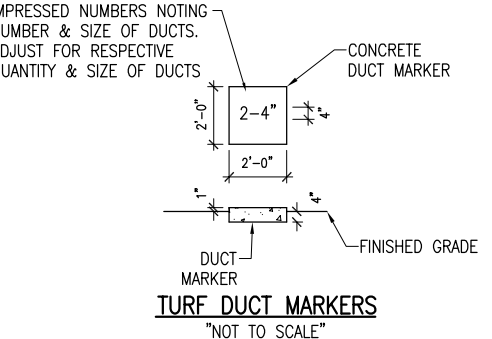 MPRESSED NUMBERS NOTING
UMBER & SIZE OF DUCTS.
DJUST FOR RESPECTIVE
UANTITY & SIZE OF DUCTS
CONCRETE
DUCT MARKER
2'-0"
2-4"
4"
2'-0"
1"
4"
FINISHED GRADE
DUCT
MARKER
TURF DUCT MARKERS
"NOT TO SCALE"